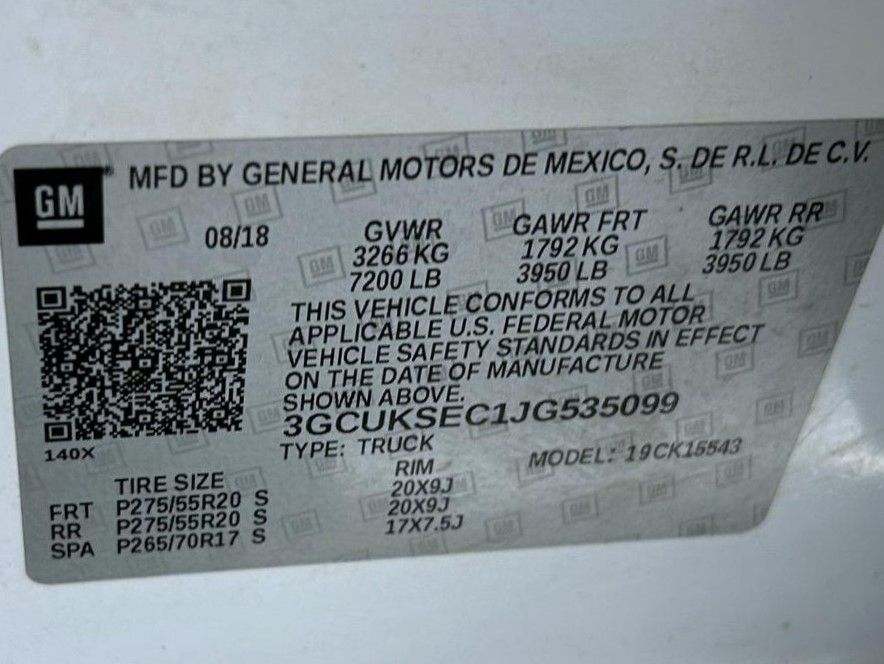 GM
MFD BY GENERAL MOTORS DE MEXICO, S. DE R.L. DE C.V.
08/18
GVWR GAWR FRT GAWR RR
3266 KG 1792 KG 1792 KG
7200 LB 3950 LB 3950 LB
THIS VEHICLE CONFORMS TO ALL
APPLICABLE U.S. FEDERAL MOTOR
VEHICLE SAFETY STANDARDS IN EFFECT
ON THE DATE OF MANUFACTURE
SHOWN ABOVE.
3GCUKSEC1JG535099
140X
TYPE: TRUCK MODEL: 19CK15543
TIRE SIZE RIM
FRT P275/55R20 S 20X9J
RR P275/55R20 S 20X9J
SPA P265/70R17 S 17X7.5J